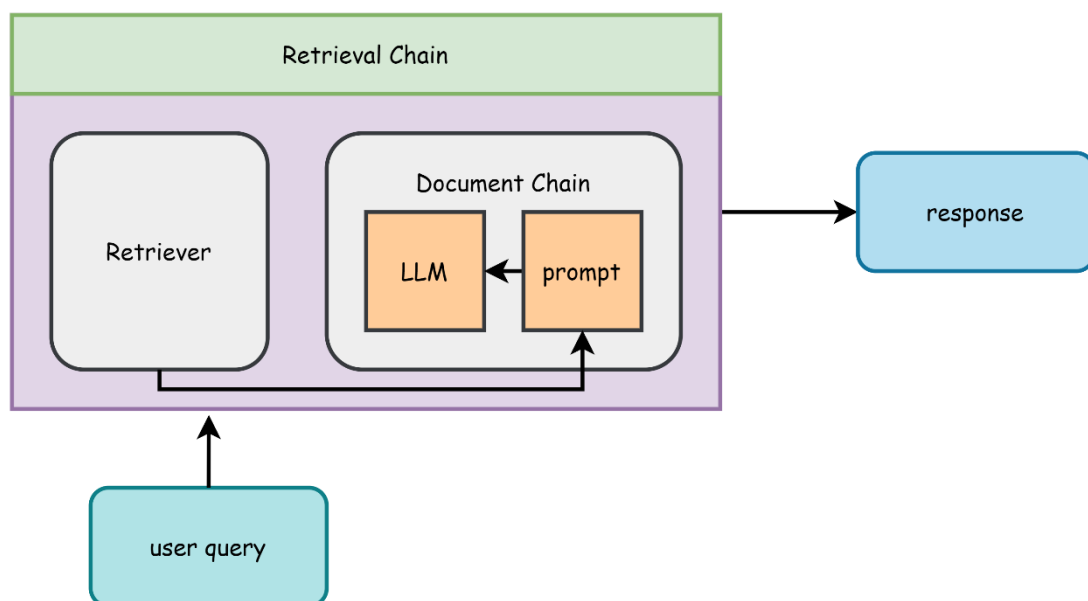 Retrieval Chain
Document Chain
Retriever
LLM
prompt
response
user query